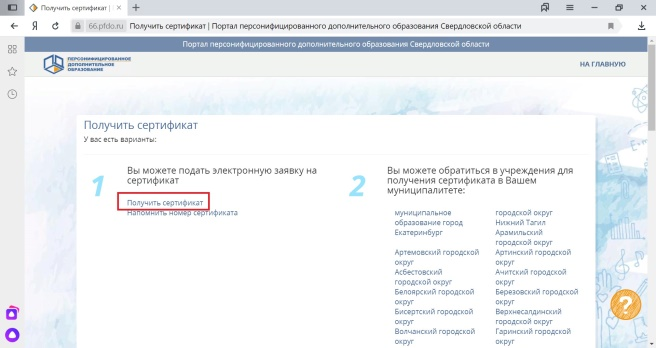 Получить сертификат |
66.pfdo.ru Получить сертификат | Портал персонифицированного дополнительного образования Свердловской области
Портал персонифицированного дополнительного образования Свердловской области
ПЕРСОНИФИЦИРОВАННОЕ
ДОПОЛНИТЕЛЬНОЕ
ОБРАЗОВАНИЕ
НА ГЛАВНУЮ
Получить сертификат
У вас есть варианты:
1
Вы можете подать электронную заявку на
сертификат
Получить сертификат
Напомнить номер сертификата
2
Вы можете обратиться в учреждения для
получения сертификата в Вашем
муниципалитете:
муниципальное
образование город
Екатеринбург
городской округ
Нижний Тагил
Арамильский
городской округ
Артемовский городской
округ
Артинский городской
округ
Асбестовский
городской округ
Ачитский городской
округ
Белоярский городской
округ
Березовский городской
округ
Бисертский городской
округ
Верхнесалдинский
городской округ
Волчанский городской
округ
Гаринский городской
округ
?